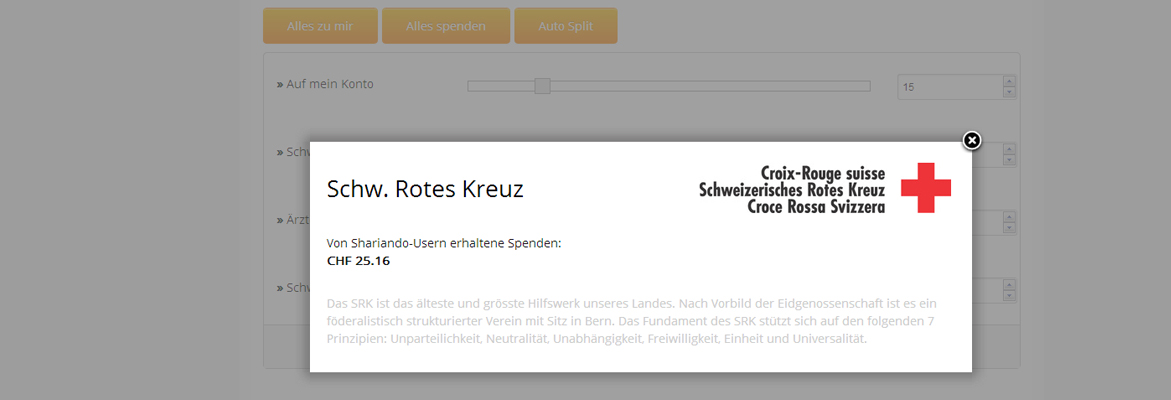 Alles zu mir
Alles spenden
Auto Split
» Auf mein Konto
15
» Schw
» Ärzt
» Schw
Schw. Rotes Kreuz
Croix-Rouge suisse
Schweizerisches Rotes Kreuz
Croce Rossa Svizzera
Von Shariando-Usern erhaltene Spenden:
CHF 25.16
Das SRK ist das älteste und grösste Hilfswerk unseres Landes. Nach Vorbild der Eidgenossenschaft ist es ein
föderalistisch strukturierter Verein mit Sitz in Bern. Das Fundament des SRK stützt sich auf den folgenden 7
Prinzipien: Unparteilichkeit, Neutralität, Unabhängigkeit, Freiwilligkeit, Einheit und Universalität.